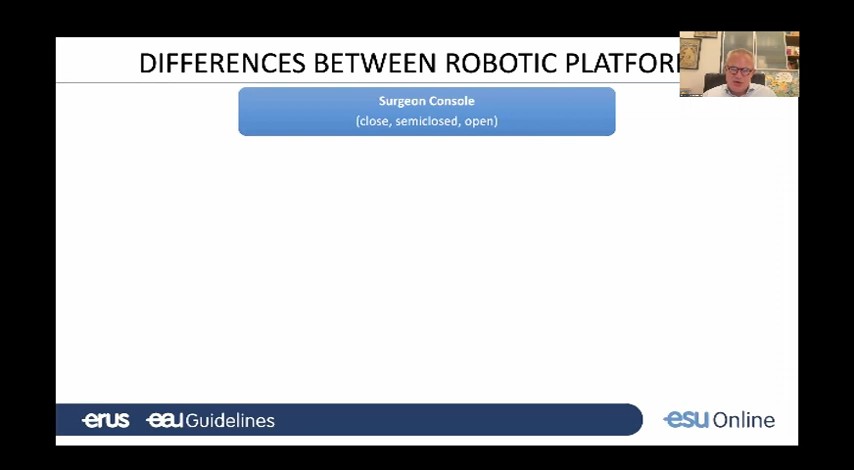 DIFFERENCES BETWEEN ROBOTIC PLATFOR
Surgeon Console
(close, semiclosed, open)
erus eau Guidelines
esu Online